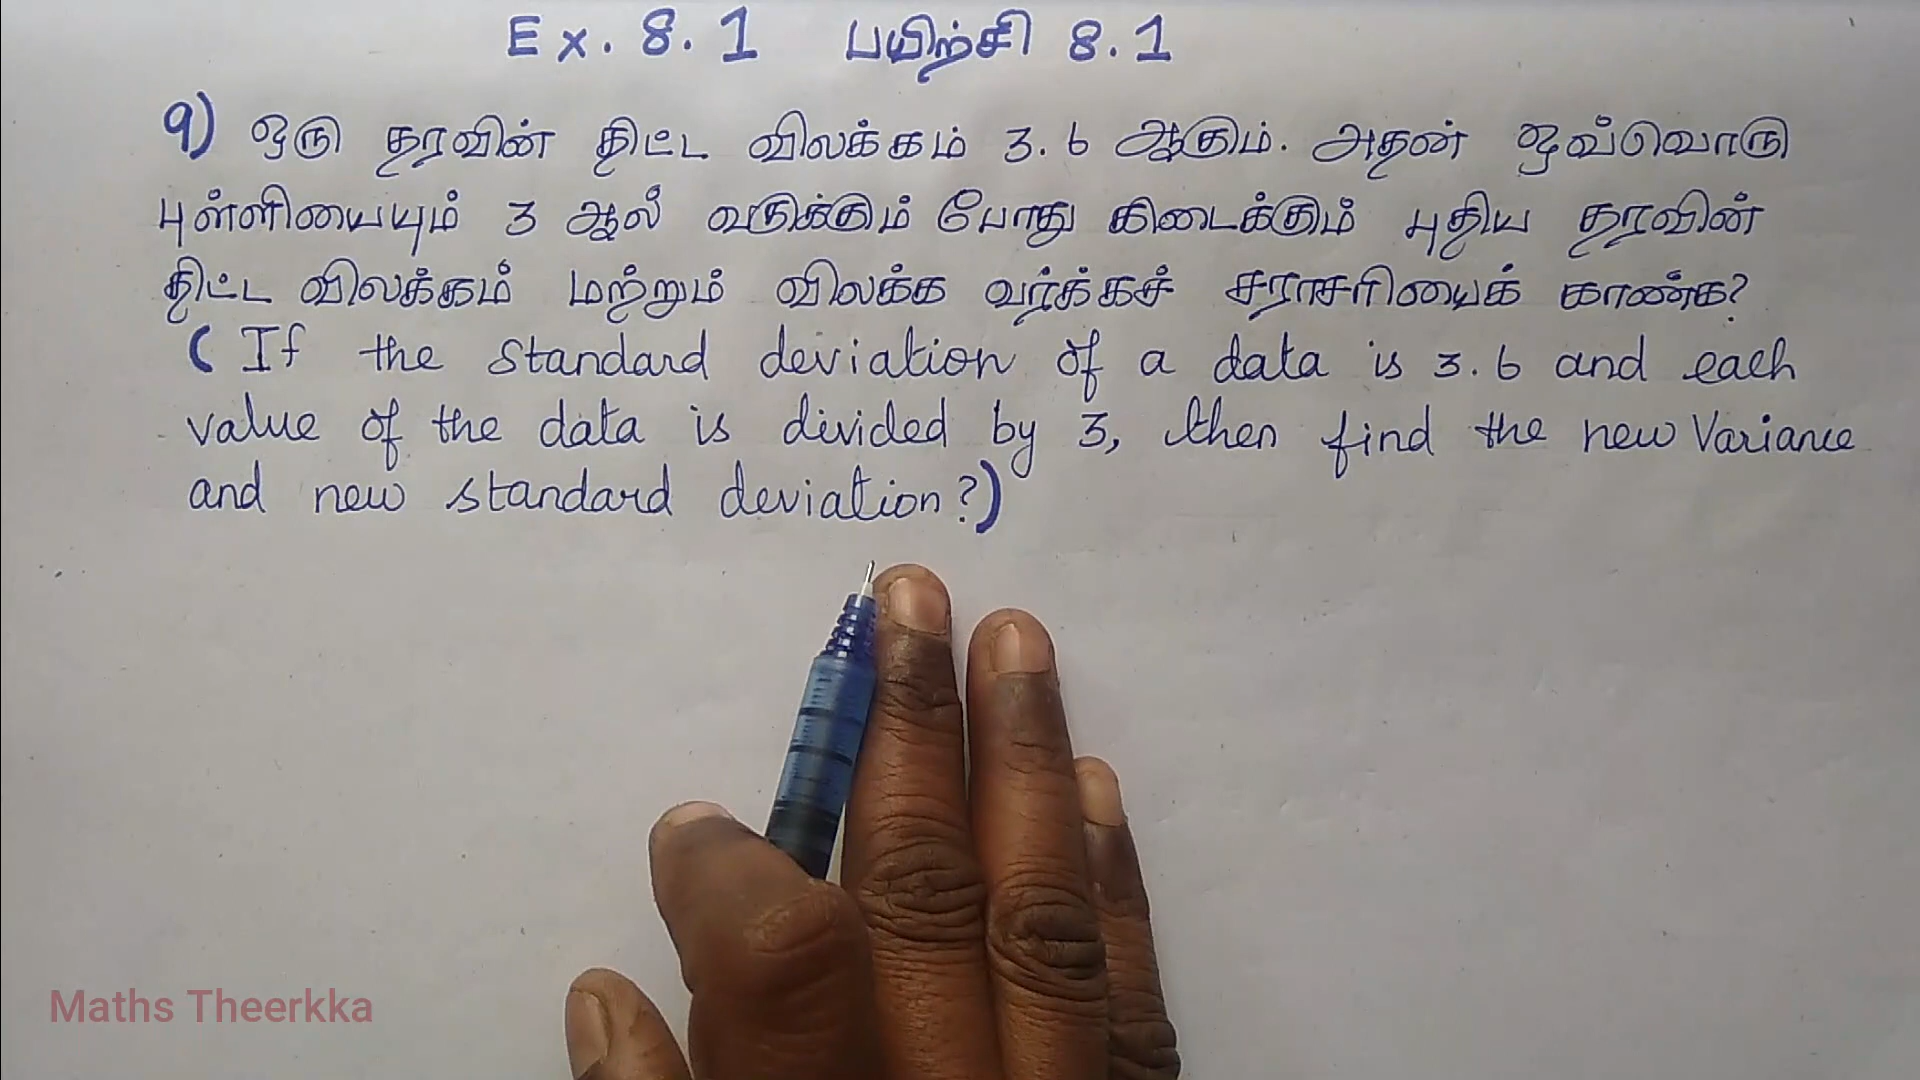 Ex. 8.1 பயிற்சி 8.1
9) ஒரு தரவின் திட்ட விலக்கம் 3.6 ஆகும். அதன் ஒவ்வொரு
புள்ளியையும் 3 ஆல் வகுக்கும் போது கிடைக்கும் புதிய தரவின்
திட்ட விலக்கம் மற்றும் விலக்க வர்க்கச் சராசரியைக் காண்க?
( If the standard deviation of a data is 3.6 and each
value of the data is divided by 3, then find the new Variance
and new standard deviation?)
Maths Theerkka